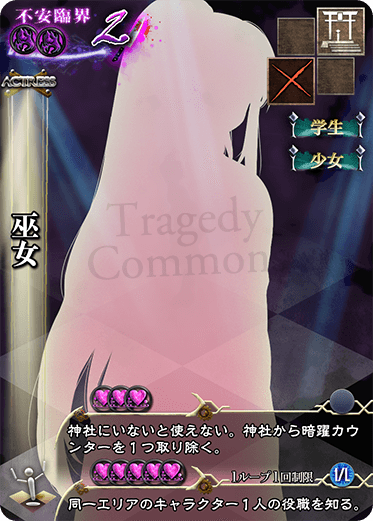 不安臨界
2
ACTRESS
学生
少女
巫女
Tragedy
Common
神社にいないと使えない。神社から暗躍カウ
ンターを1つ取り除く。
1ループ1回制限
1/L
同一エリアのキャラクター1人の役職を知る。